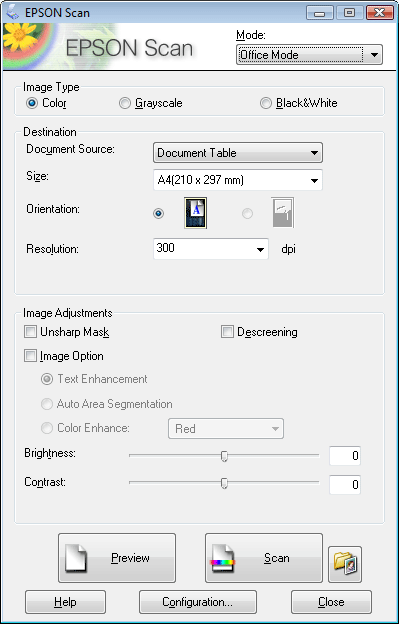 EPSON Scan
EPSON Scan
Mode:
Office Mode
Image Type
Color Grayscale Black&White
Destination
Document Source: Document Table
Size: A4(210 x 297 mm)
Orientation: A
Resolution: 300 dpi
Image Adjustments
Unsharp Mask Descreening
Image Option
Text Enhancement
Auto Area Segmentation
Color Enhance: Red
Brightness: 0
Contrast: 0
Preview Scan
Help Configuration... Close